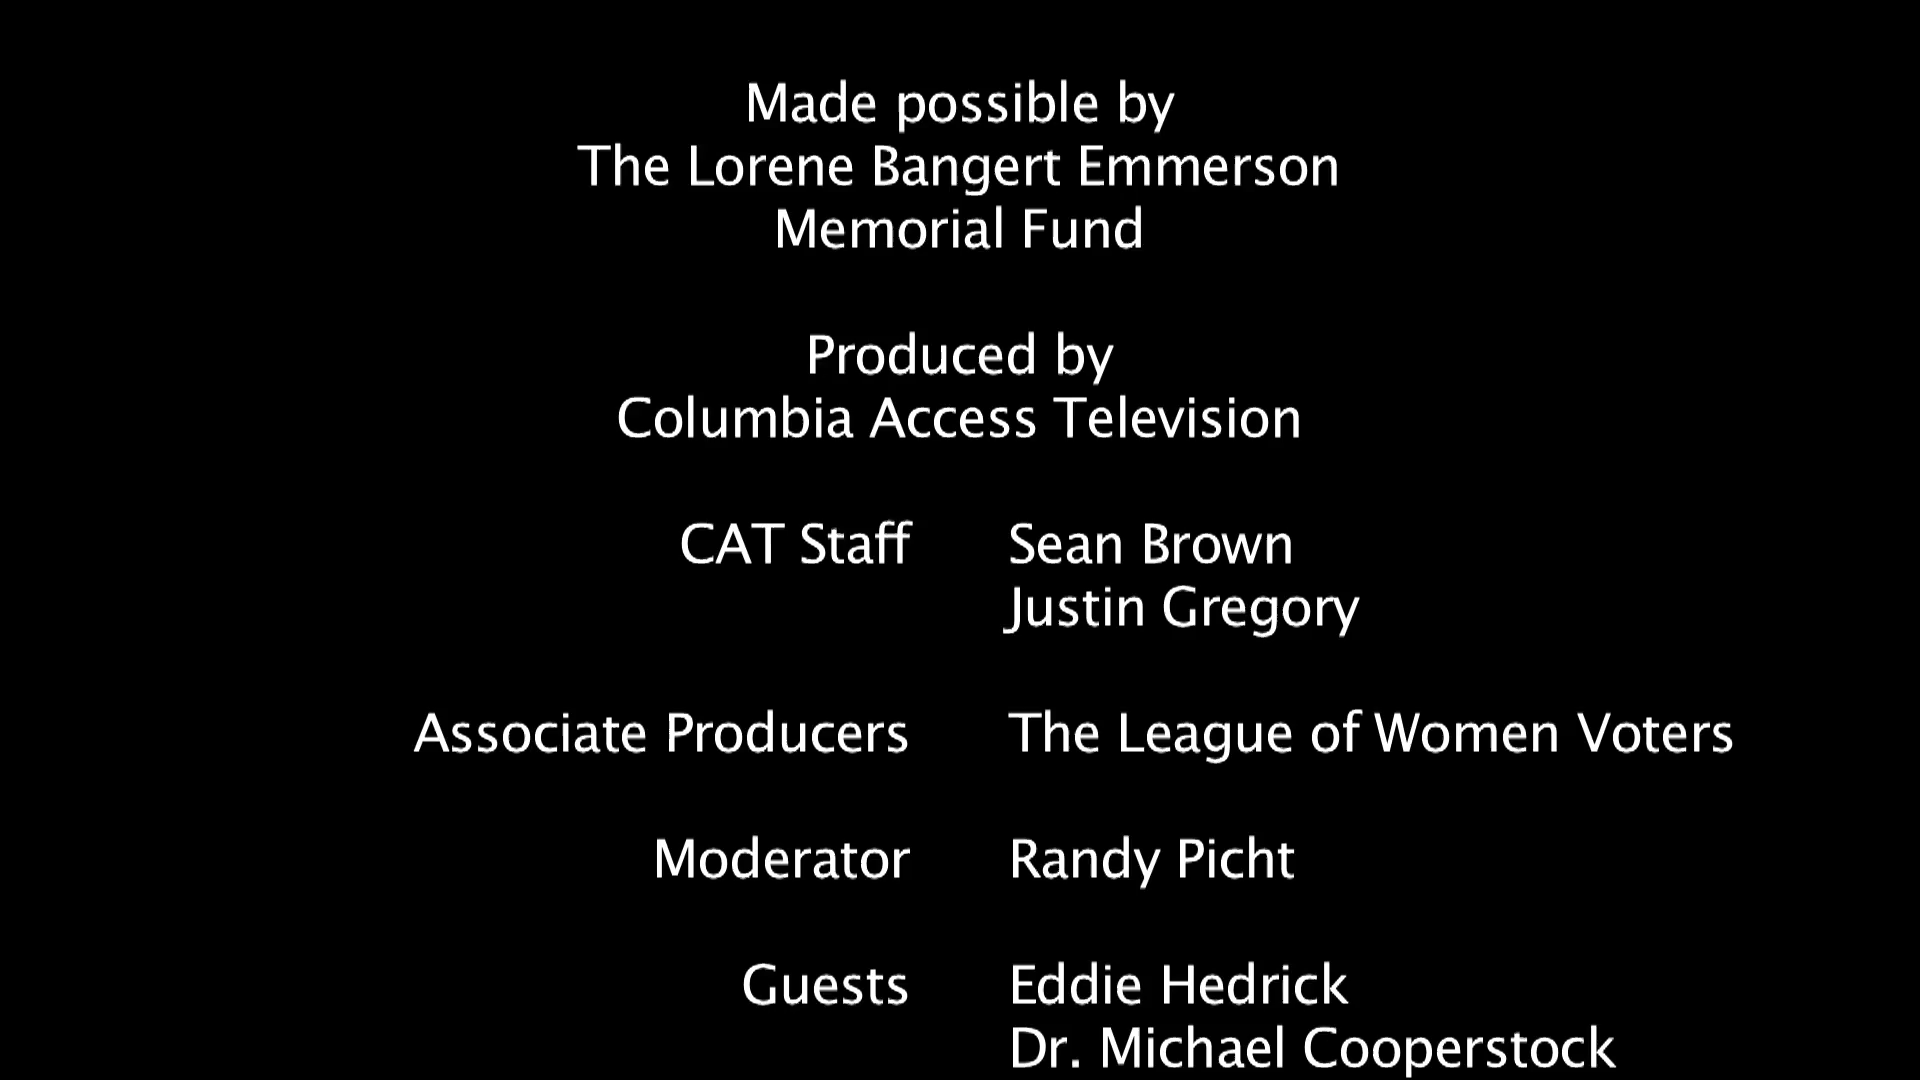 Made possible by
The Lorene Bangert Emmerson
Memorial Fund
Produced by
Columbia Access Television
CAT Staff Sean Brown
Justin Gregory
Associate Producers The League of Women Voters
Moderator Randy Picht
Guests Eddie Hedrick
Dr. Michael Cooperstock